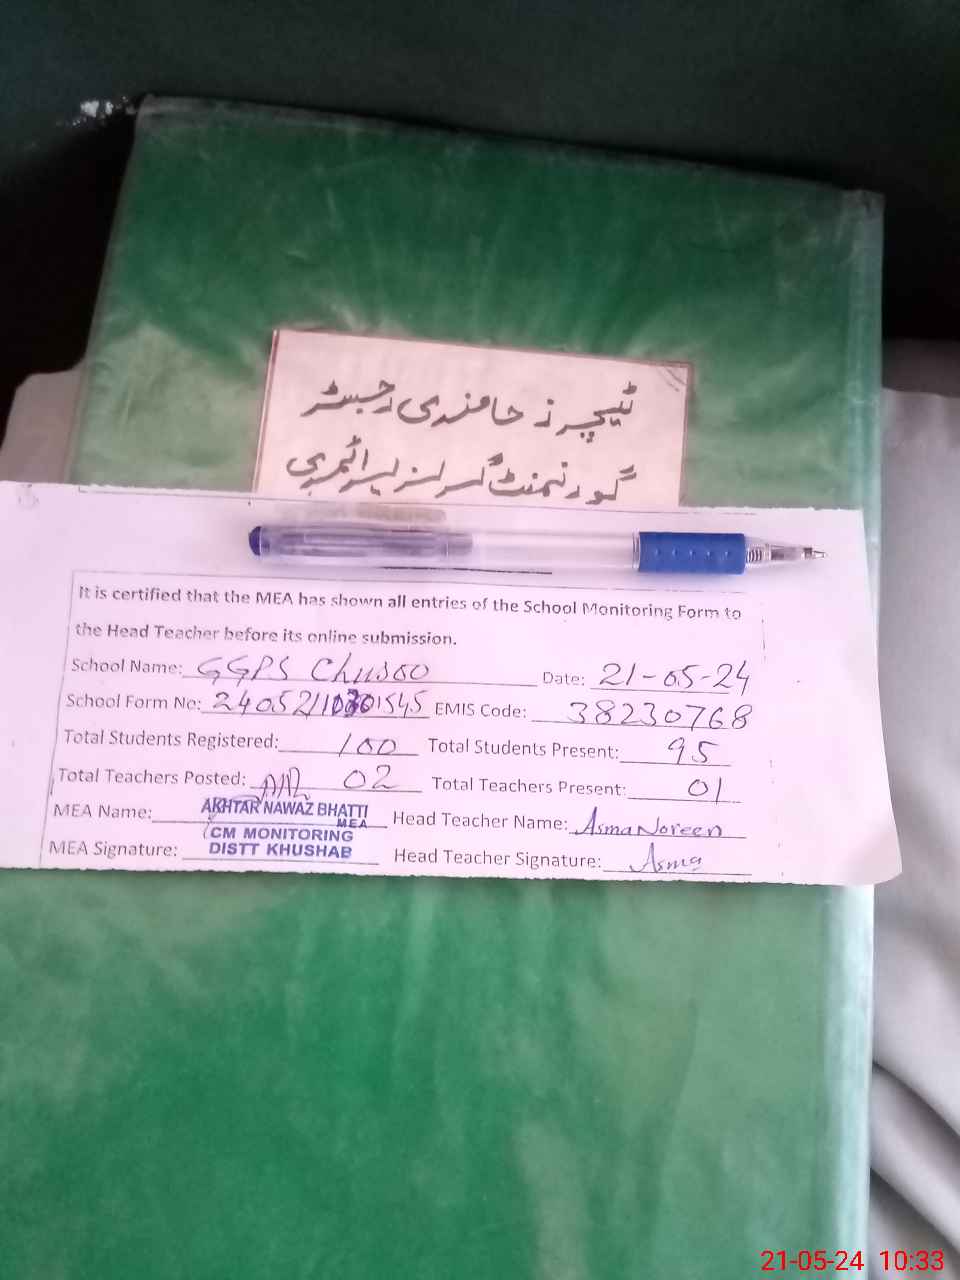 ٹیچرز حاضری رجسٹر
گورنمنٹ گرلز پرائمری
It is certified that the MEA has shown all entries of the School Monitoring Form to
the Head Teacher before its online submission.
School Name: GGPS Chusoo Date: 21-05-24
School Form No: EMIS Code: 38230768
Total Students Registered: 100 Total Students Present: 95
Total Teachers Posted: 02 Total Teachers Present: 01
MEA Name: AKHTAR NAWAZ BHATTI Head Teacher Name: Asma Noreen
MEA
CM MONITORING
MEA Signature: DISTT KHUSHAB Head Teacher Signature: Asma
21-05-24 10:33